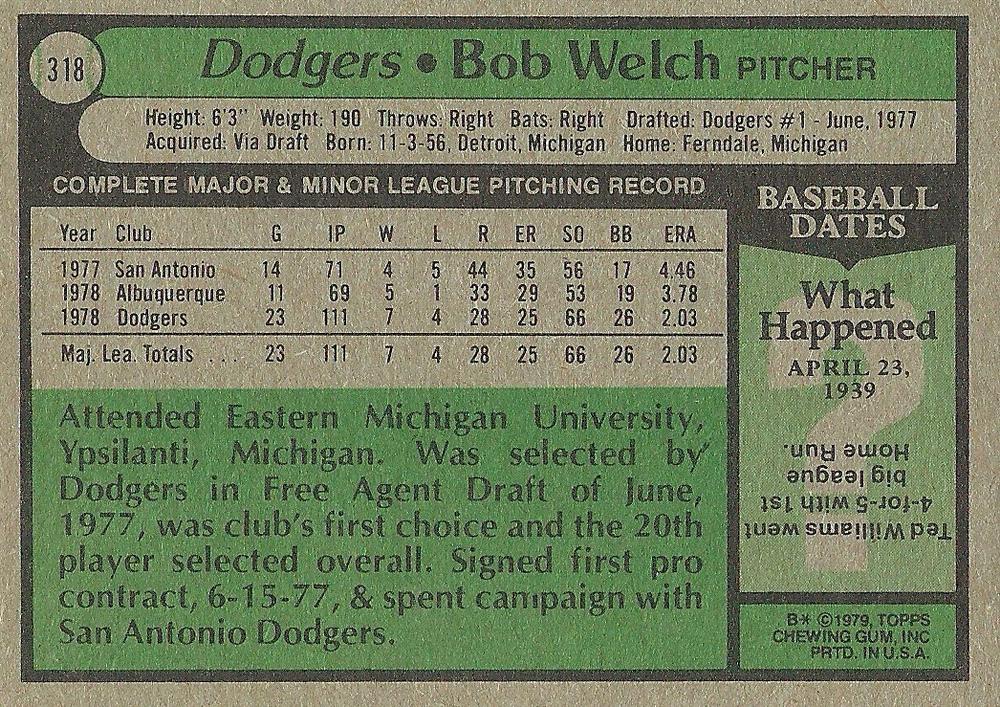 318
Dodgers • Bob Welch PITCHER
Height: 6'3" Weight: 190 Throws: Right Bats: Right Drafted: Dodgers #1 - June, 1977
Acquired: Via Draft Born: 11-3-56, Detroit, Michigan Home: Ferndale, Michigan
COMPLETE MAJOR & MINOR LEAGUE PITCHING RECORD
Year Club G IP W L R ER SO BB ERA
1977 San Antonio 14 71 4 5 44 35 56 17 4.46
1978 Albuquerque 11 69 5 1 33 29 53 19 3.78
1978 Dodgers 23 111 7 4 28 25 66 26 2.03
Maj. Lea. Totals ... 23 111 7 4 28 25 66 26 2.03
Attended Eastern Michigan University,
Ypsilanti, Michigan. Was selected by
Dodgers in Free Agent Draft of June,
1977, was club's first choice and the 20th
player selected overall. Signed first pro
contract, 6-15-77, & spent campaign with
San Antonio Dodgers.
BASEBALL
DATES
What
Happened
APRIL 23,
1939
?
Ted Williams went
4-for-5 with 1st
big league
Home Run.
B* ©1979, TOPPS
CHEWING GUM, INC
PRTD. IN U.S.A.